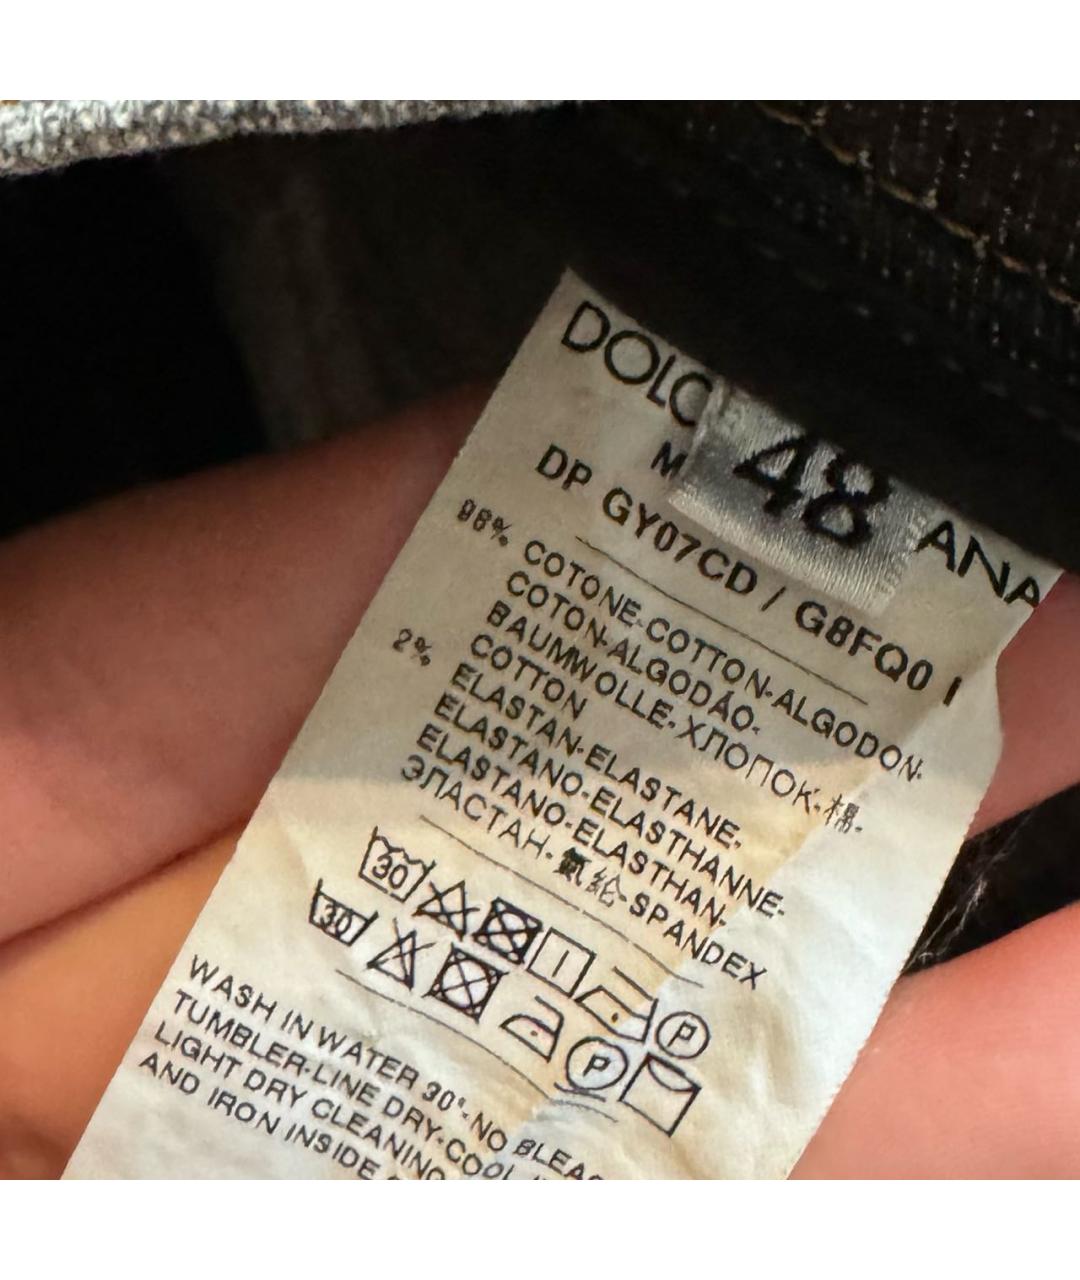 DOLC
48
ANA
M
DP GY07CD / G8FQ0 I
98% COTONE-COTTON-ALGODON-
COTON-ALGODÃO-
BAUMWOLLE-ХЛОПОК-棉-
COTTON
2% ELASTAN-ELASTANE-
ELASTANO-ELASTHANNE-
ELASTANO-ELASTHAN-
ЭЛАСТАН-氨纶-SPANDEX
30
I
P
30
P
WASH IN WATER 30°-NO BLEAC
TUMBLER-LINE DRY-COOL
LIGHT DRY CLEANING
AND IRON INSIDE